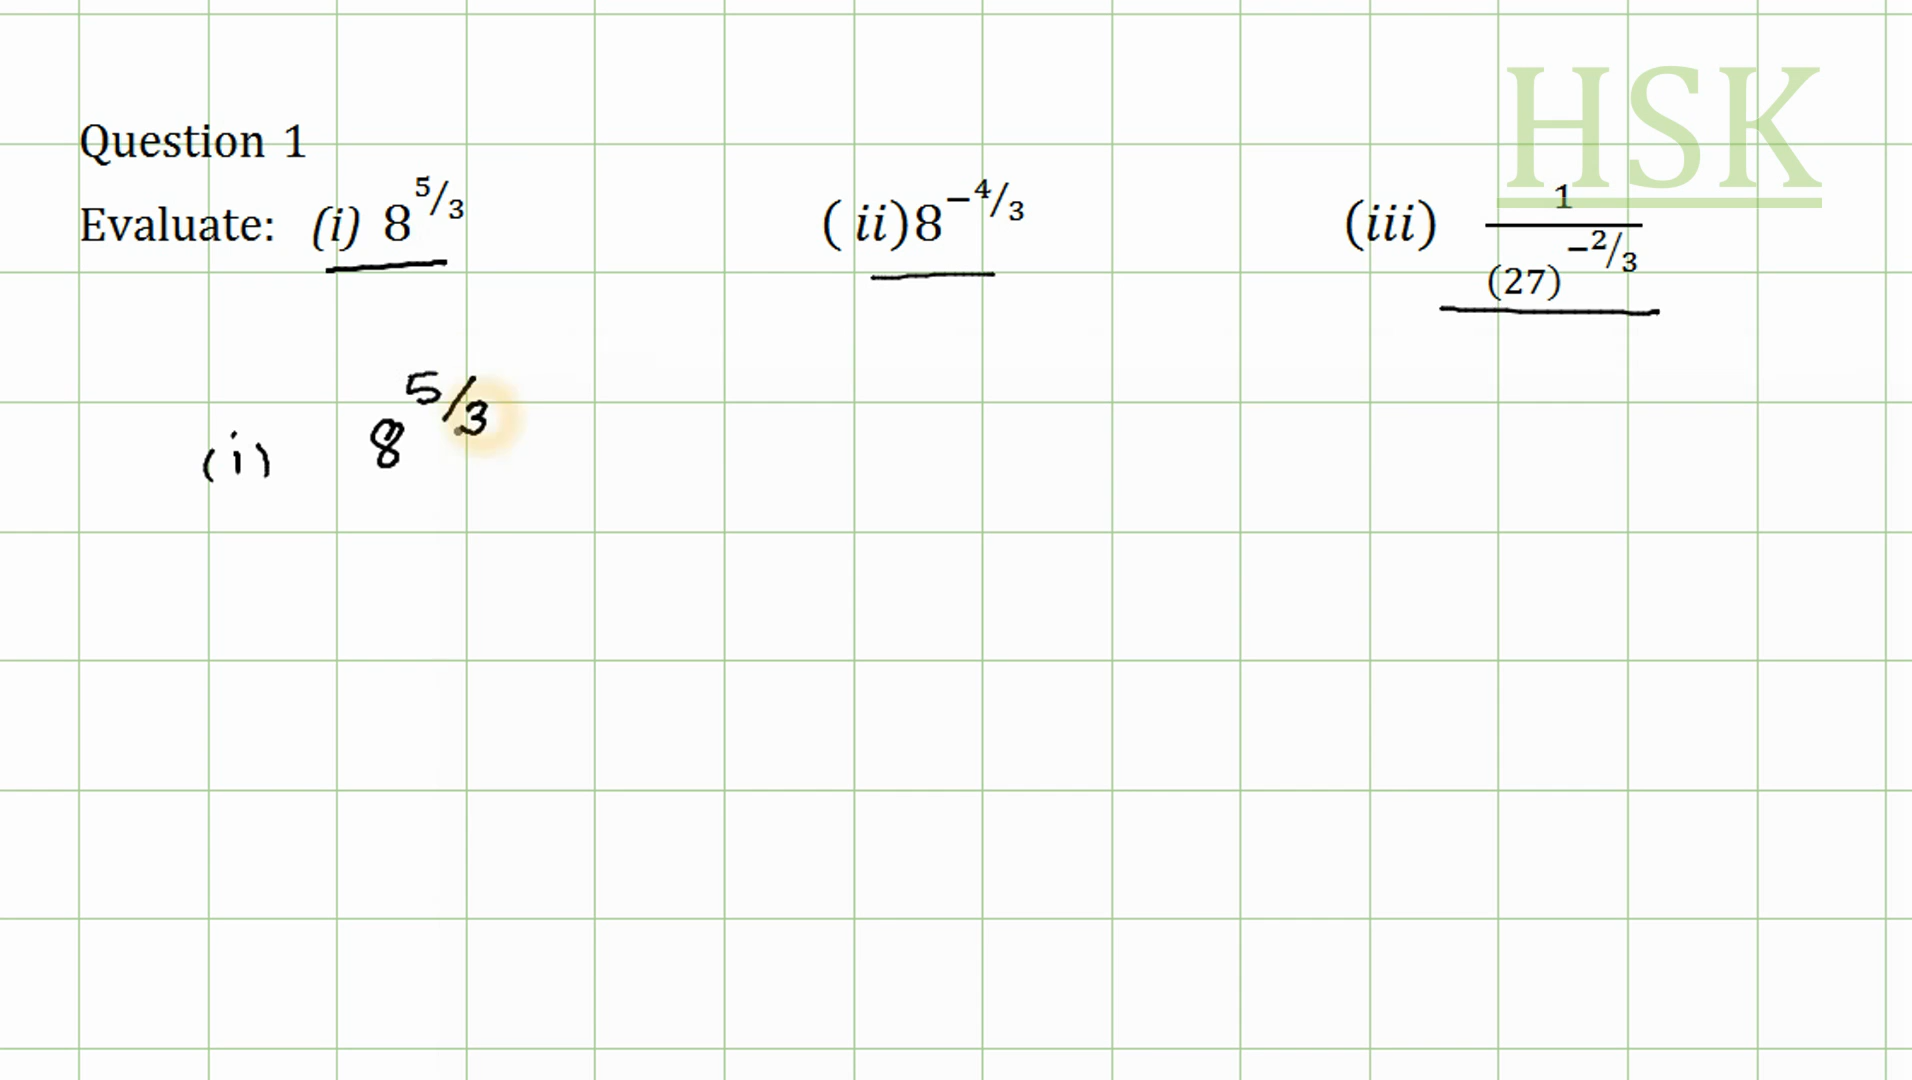 HSK
Question 1
Evaluate: (i) 8^5/3 ( ii)8^−4/3 (iii) 1/(27)^−2/3
(i) 8^5/3